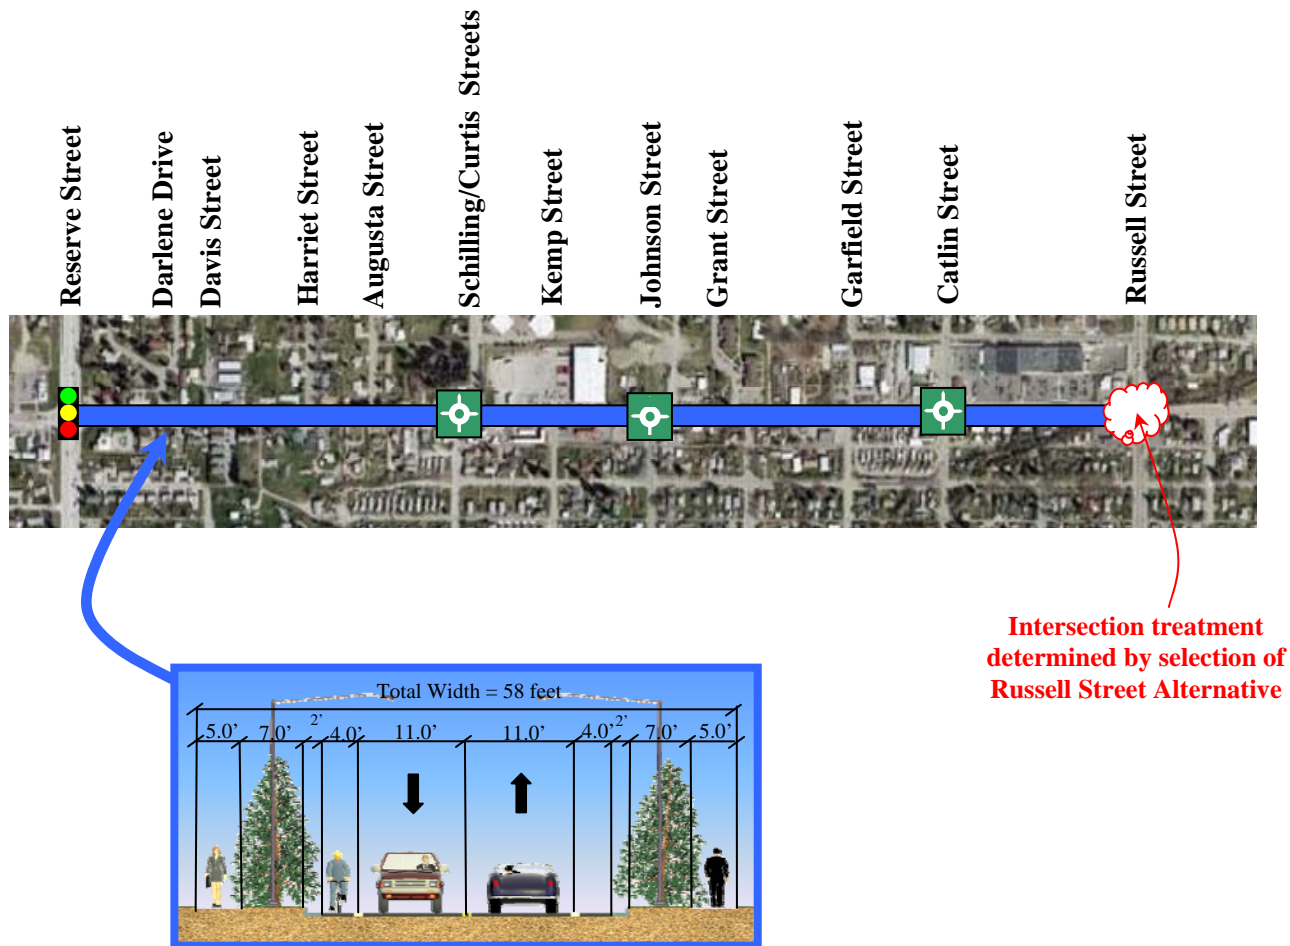 Reserve Street
Darlene Drive
Davis Street
Harriet Street
Augusta Street
Schilling/Curtis Streets
Kemp Street
Johnson Street
Grant Street
Garfield Street
Catlin Street
Russell Street
Intersection treatment
determined by selection of
Russell Street Alternative
Total Width = 58 feet
5.0’ 7.0’ 2’ 4.0’ 11.0’ 11.0’ 4.0’ 2’ 7.0’ 5.0’